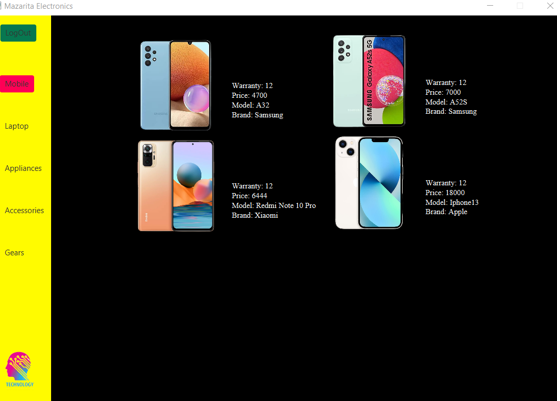 Mazarita Electronics
LogOut
Mobile
Laptop
Appliances
Accessories
Gears
TECHNOLOGY
Warranty: 12
Price: 4700
Model: A32
Brand: Samsung
SAMSUNG Galaxy A52s 5G
Warranty: 12
Price: 7000
Model: A52S
Brand: Samsung
Warranty: 12
Price: 6444
Model: Redmi Note 10 Pro
Brand: Xiaomi
Warranty: 12
Price: 18000
Model: Iphone13
Brand: Apple